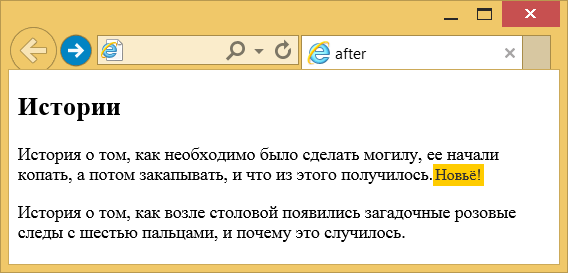 after
Истории
История о том, как необходимо было сделать могилу, ее начали
копать, а потом закапывать, и что из этого получилось. Новьё!
История о том, как возле столовой появились загадочные розовые
следы с шестью пальцами, и почему это случилось.